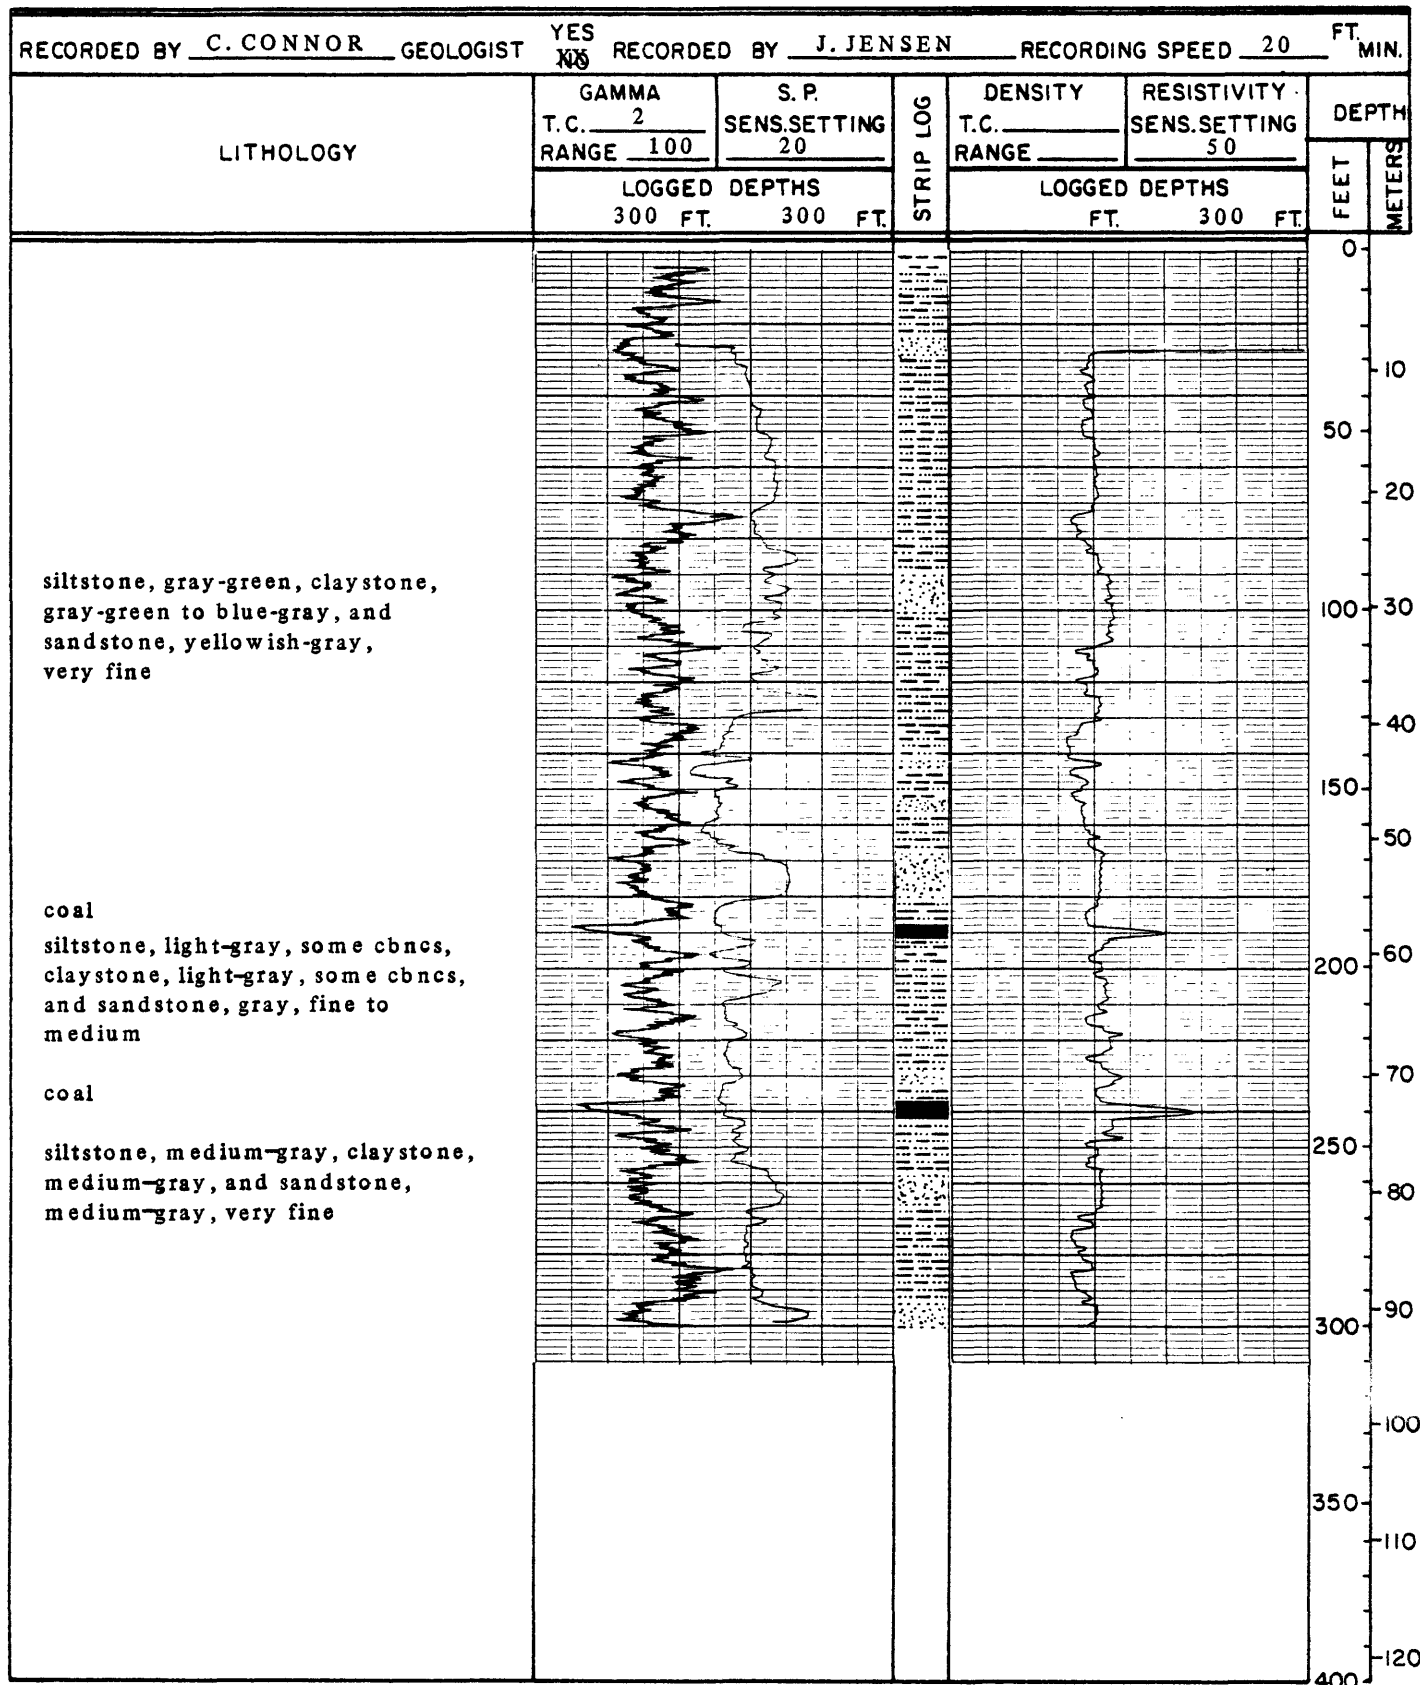 RECORDED BY C. CONNOR GEOLOGIST YES NO RECORDED BY J. JENSEN RECORDING SPEED 20 FT. MIN.
LITHOLOGY
GAMMA
T.C. 2
RANGE 100
S. P.
SENS.SETTING
20
LOGGED DEPTHS
300 FT. 300 FT.
STRIP LOG
DENSITY
T.C.
RANGE
RESISTIVITY
SENS.SETTING
50
LOGGED DEPTHS
FT. 300 FT.
DEPTH
FEET
METERS
0
10
50
20
siltstone, gray-green, claystone,
gray-green to blue-gray, and
sandstone, yellowish-gray,
very fine
100
30
40
150
50
coal
siltstone, light-gray, some cbncs,
claystone, light-gray, some cbncs,
and sandstone, gray, fine to
medium
60
200
70
coal
siltstone, medium-gray, claystone,
medium-gray, and sandstone,
medium-gray, very fine
250
80
90
300
100
350
110
120
400